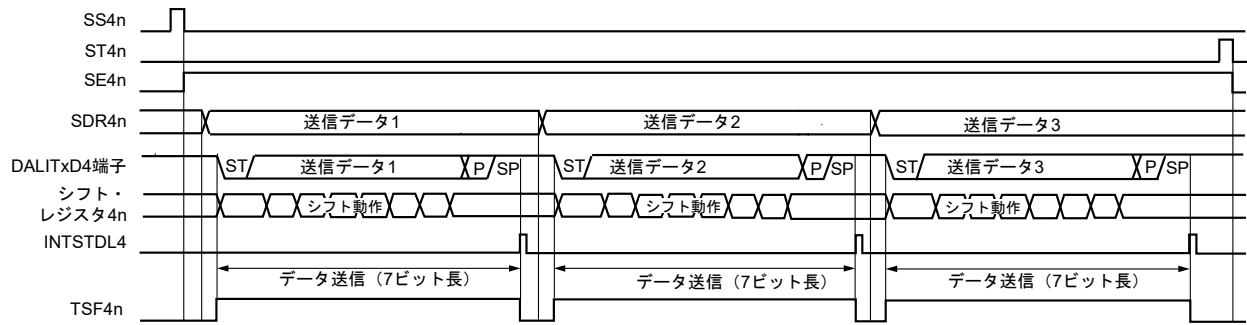 SS4n
ST4n
SE4n
SDR4n 送信データ1 送信データ2 送信データ3
DALITxD4端子 ST 送信データ1 P SP ST 送信データ2 P SP ST 送信データ3 P SP
シフト・
レジスタ4n シフト動作 シフト動作 シフト動作
INTSTDL4
データ送信（7ビット長） データ送信（7ビット長） データ送信（7ビット長）
TSF4n